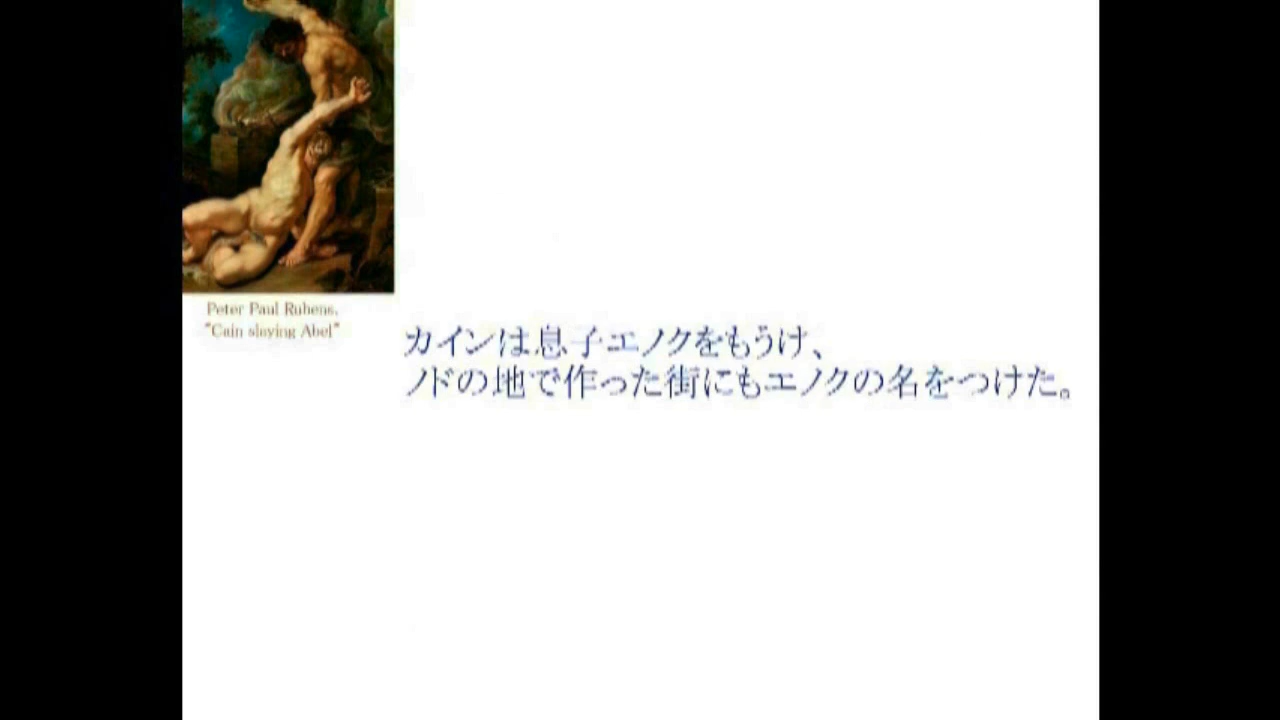 Peter Paul Rubens.
"Cain slaying Abel"
カインは息子エノクをもうけ、
ノドの地で作った街にもエノクの名をつけた。